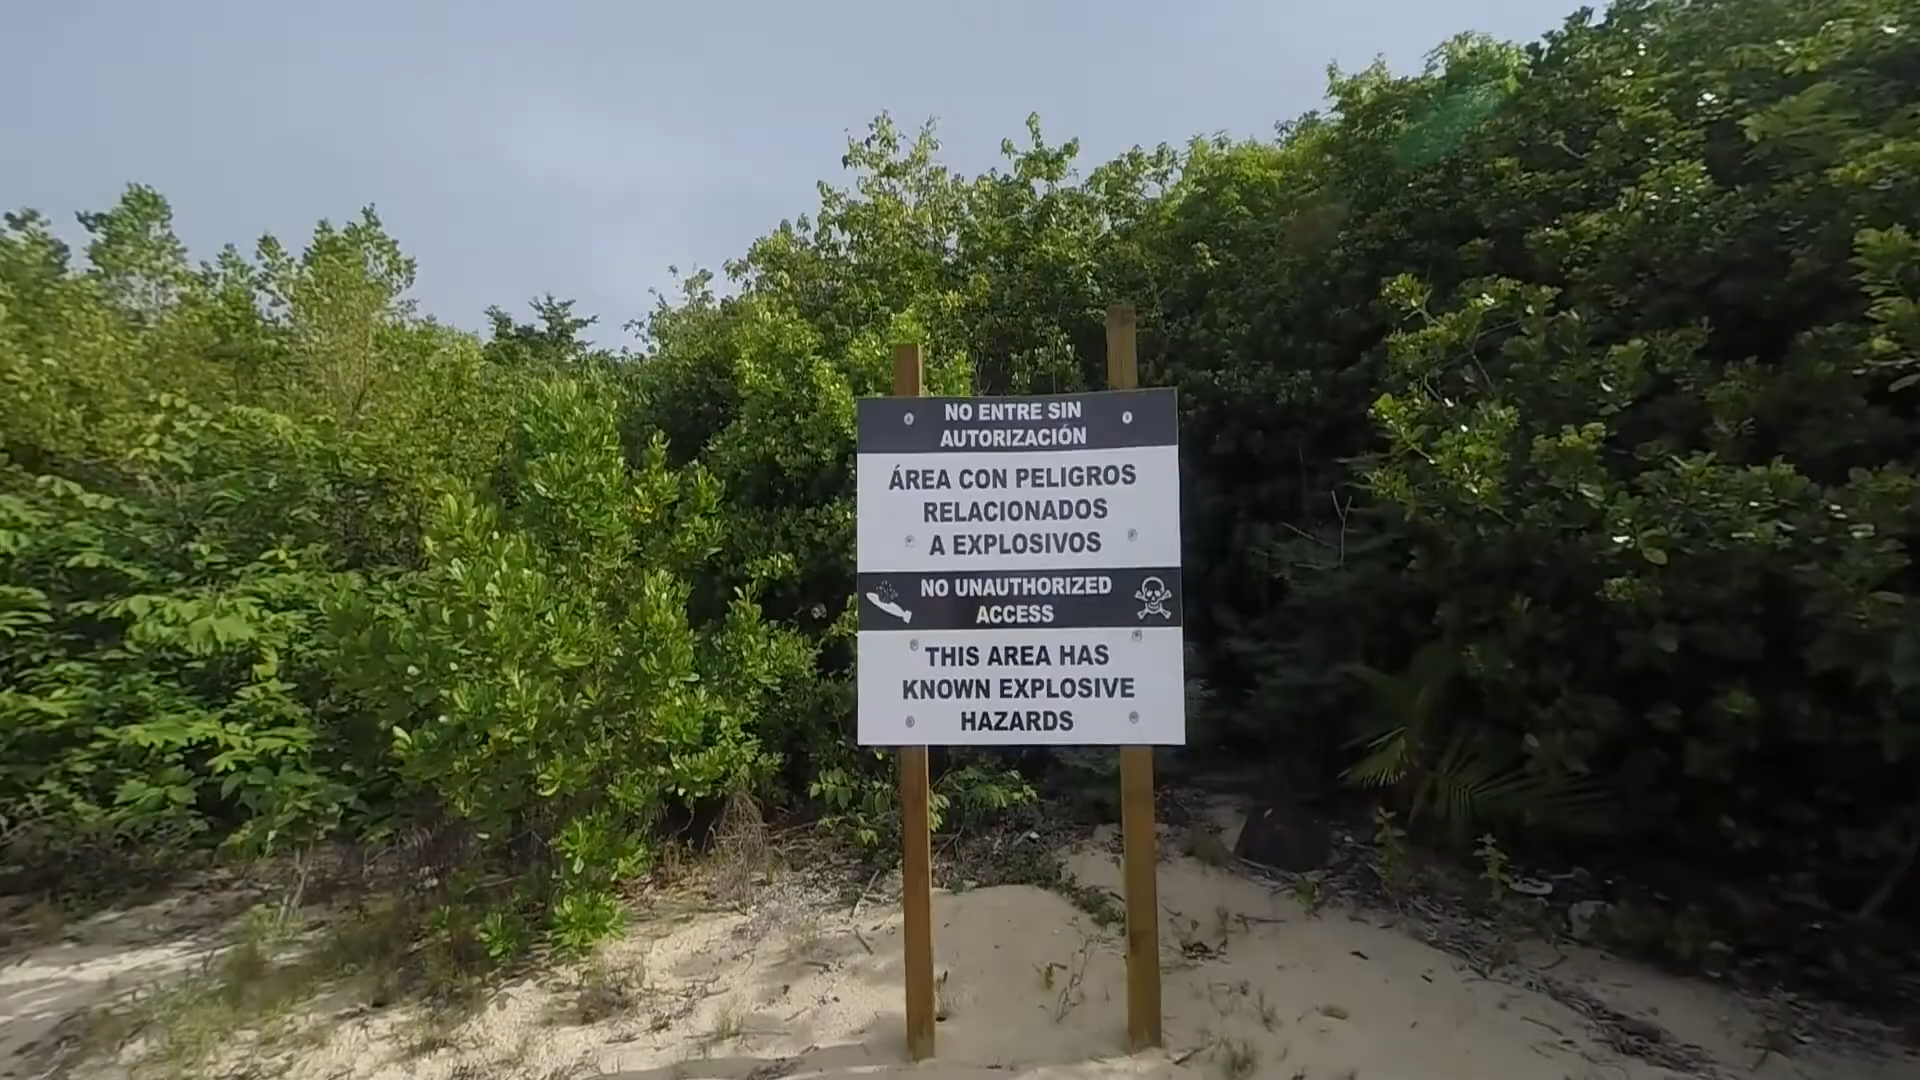 NO ENTRE SIN
AUTORIZACIÓN
ÁREA CON PELIGROS
RELACIONADOS
A EXPLOSIVOS
NO UNAUTHORIZED
ACCESS
THIS AREA HAS
KNOWN EXPLOSIVE
HAZARDS